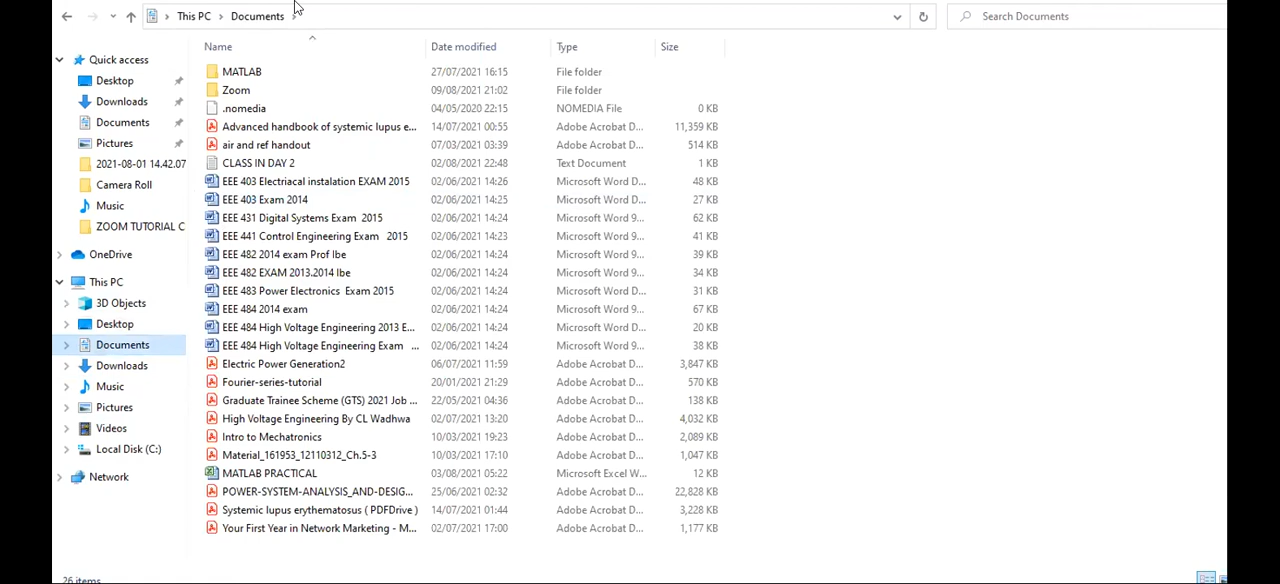 This PC Documents Search Documents
Name Date modified Type Size
Quick access
Desktop
Downloads
Documents
Pictures
2021-08-01 14.42.07
Camera Roll
Music
ZOOM TUTORIAL C
OneDrive
This PC
3D Objects
Desktop
Documents
Downloads
Music
Pictures
Videos
Local Disk (C:)
Network
MATLAB 27/07/2021 16:15 File folder
Zoom 09/08/2021 21:02 File folder
.nomedia 04/05/2020 22:15 NOMEDIA File 0 KB
Advanced handbook of systemic lupus e... 14/07/2021 00:55 Adobe Acrobat D... 11,359 KB
air and ref handout 07/03/2021 03:39 Adobe Acrobat D... 514 KB
CLASS IN DAY 2 02/08/2021 22:48 Text Document 1 KB
EEE 403 Electriacal instalation EXAM 2015 02/06/2021 14:26 Microsoft Word D... 48 KB
EEE 403 Exam 2014 02/06/2021 14:25 Microsoft Word D... 27 KB
EEE 431 Digital Systems Exam 2015 02/06/2021 14:24 Microsoft Word 9... 62 KB
EEE 441 Control Engineering Exam 2015 02/06/2021 14:23 Microsoft Word 9... 41 KB
EEE 482 2014 exam Prof Ibe 02/06/2021 14:24 Microsoft Word 9... 39 KB
EEE 482 EXAM 2013.2014 Ibe 02/06/2021 14:24 Microsoft Word 9... 34 KB
EEE 483 Power Electronics Exam 2015 02/06/2021 14:24 Microsoft Word D... 31 KB
EEE 484 2014 exam 02/06/2021 14:24 Microsoft Word 9... 67 KB
EEE 484 High Voltage Engineering 2013 E... 02/06/2021 14:24 Microsoft Word D... 20 KB
EEE 484 High Voltage Engineering Exam ... 02/06/2021 14:24 Microsoft Word 9... 38 KB
Electric Power Generation2 06/07/2021 11:59 Adobe Acrobat D... 3,847 KB
Fourier-series-tutorial 20/01/2021 21:29 Adobe Acrobat D... 570 KB
Graduate Trainee Scheme (GTS) 2021 Job ... 22/05/2021 04:36 Adobe Acrobat D... 138 KB
High Voltage Engineering By CL Wadhwa 02/07/2021 13:20 Adobe Acrobat D... 4,032 KB
Intro to Mechatronics 10/03/2021 19:23 Adobe Acrobat D... 2,089 KB
Material_161953_12110312_Ch.5-3 10/03/2021 17:10 Adobe Acrobat D... 1,047 KB
MATLAB PRACTICAL 03/08/2021 05:22 Microsoft Excel W... 12 KB
POWER-SYSTEM-ANALYSIS_AND-DESIG... 25/06/2021 02:32 Adobe Acrobat D... 22,828 KB
Systemic lupus erythematosus ( PDFDrive ) 14/07/2021 01:44 Adobe Acrobat D... 3,228 KB
Your First Year in Network Marketing - M... 02/07/2021 17:00 Adobe Acrobat D... 1,177 KB
26 items